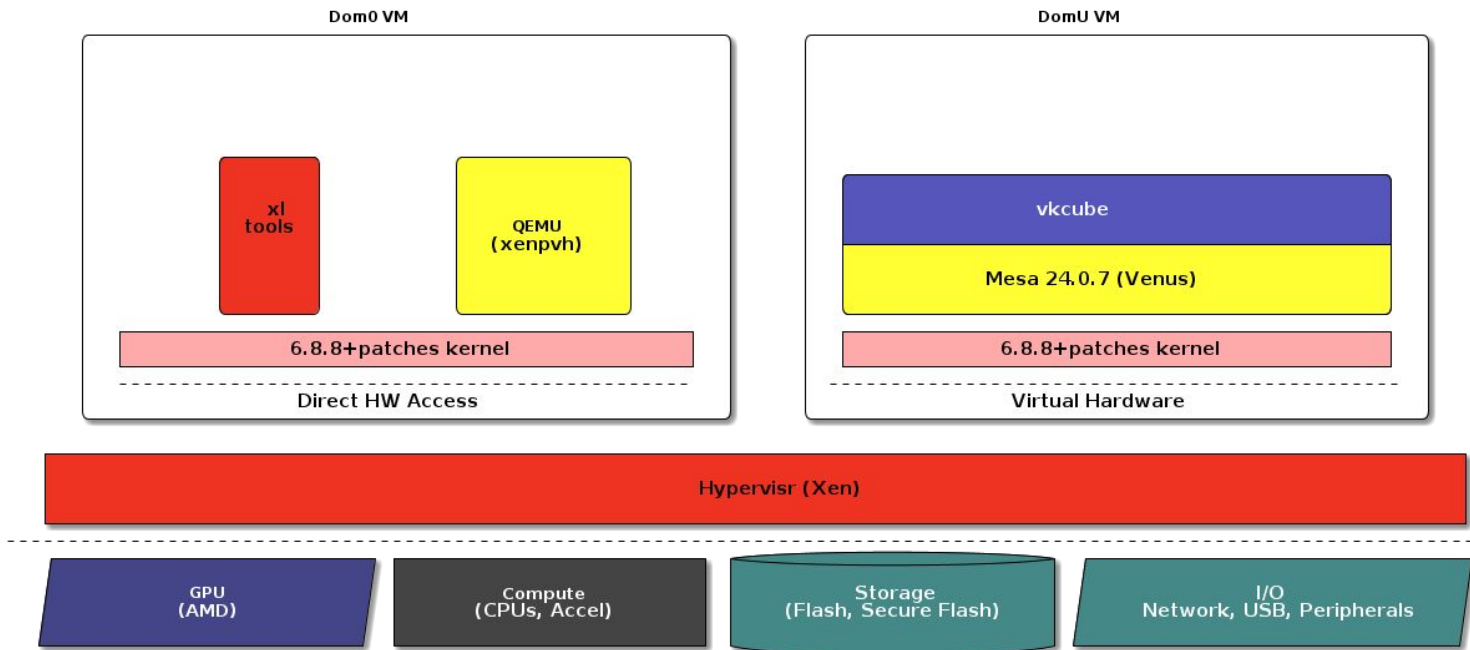 Dom0 VM
DomU VM
xl
tools
QEMU
(xenpvh)
vkcube
Mesa 24.0.7 (Venus)
6.8.8+patches kernel
6.8.8+patches kernel
Direct HW Access
Virtual Hardware
Hypervisr (Xen)
GPU
(AMD)
Compute
(CPUs, Accel)
Storage
(Flash, Secure Flash)
I/O
Network, USB, Peripherals